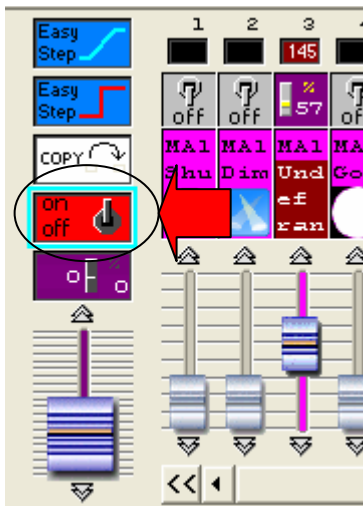 Easy
Step
Easy
Step
COPY
on
off
%
1 2 3
145
off off % 57 off
MA1 MA1 MA1 MA
Shu Dim Und Go
ef
ran
<<